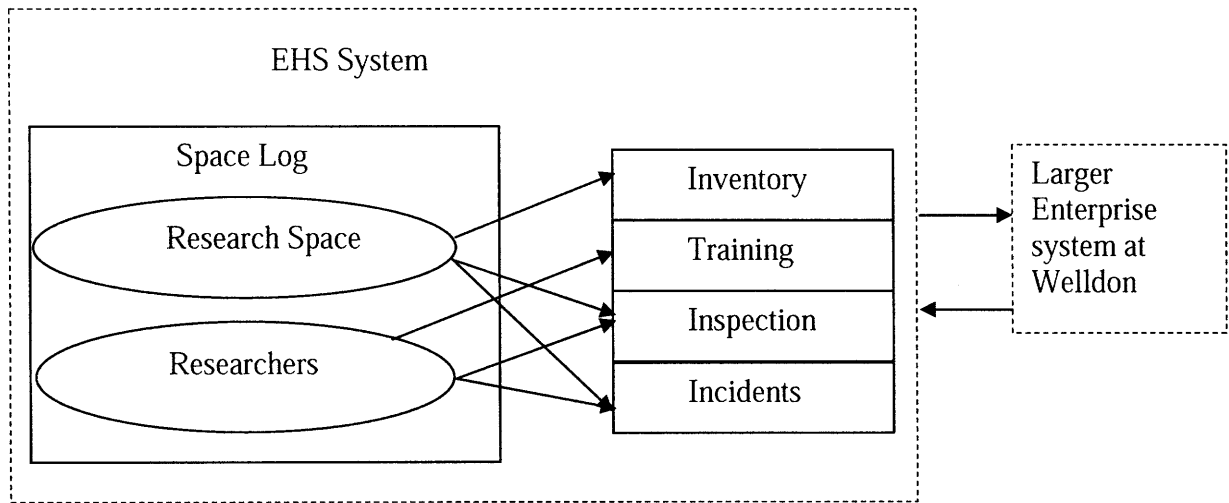 EHS System
Space Log
Research Space
Researchers
Inventory
Training
Inspection
Incidents
Larger
Enterprise
system at
Welldon